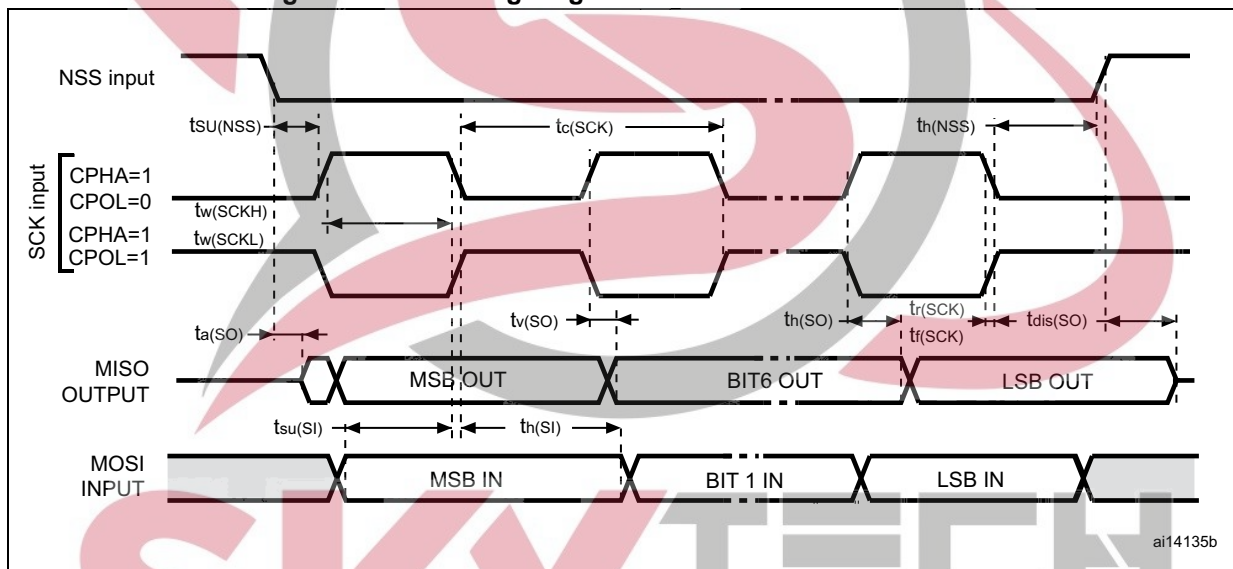 NSS input
tSU(NSS)
tc(SCK)
th(NSS)
SCK input
CPHA=1
CPOL=0
tw(SCKH)
tw(SCKL)
CPHA=1
CPOL=1
ta(SO)
tv(SO)
th(SO)
tr(SCK)
tf(SCK)
tdis(SO)
MISO
OUTPUT
MSB OUT
BIT6 OUT
LSB OUT
tsu(SI)
th(SI)
MOSI
INPUT
MSB IN
BIT 1 IN
LSB IN
SKYTECH
ai14135b